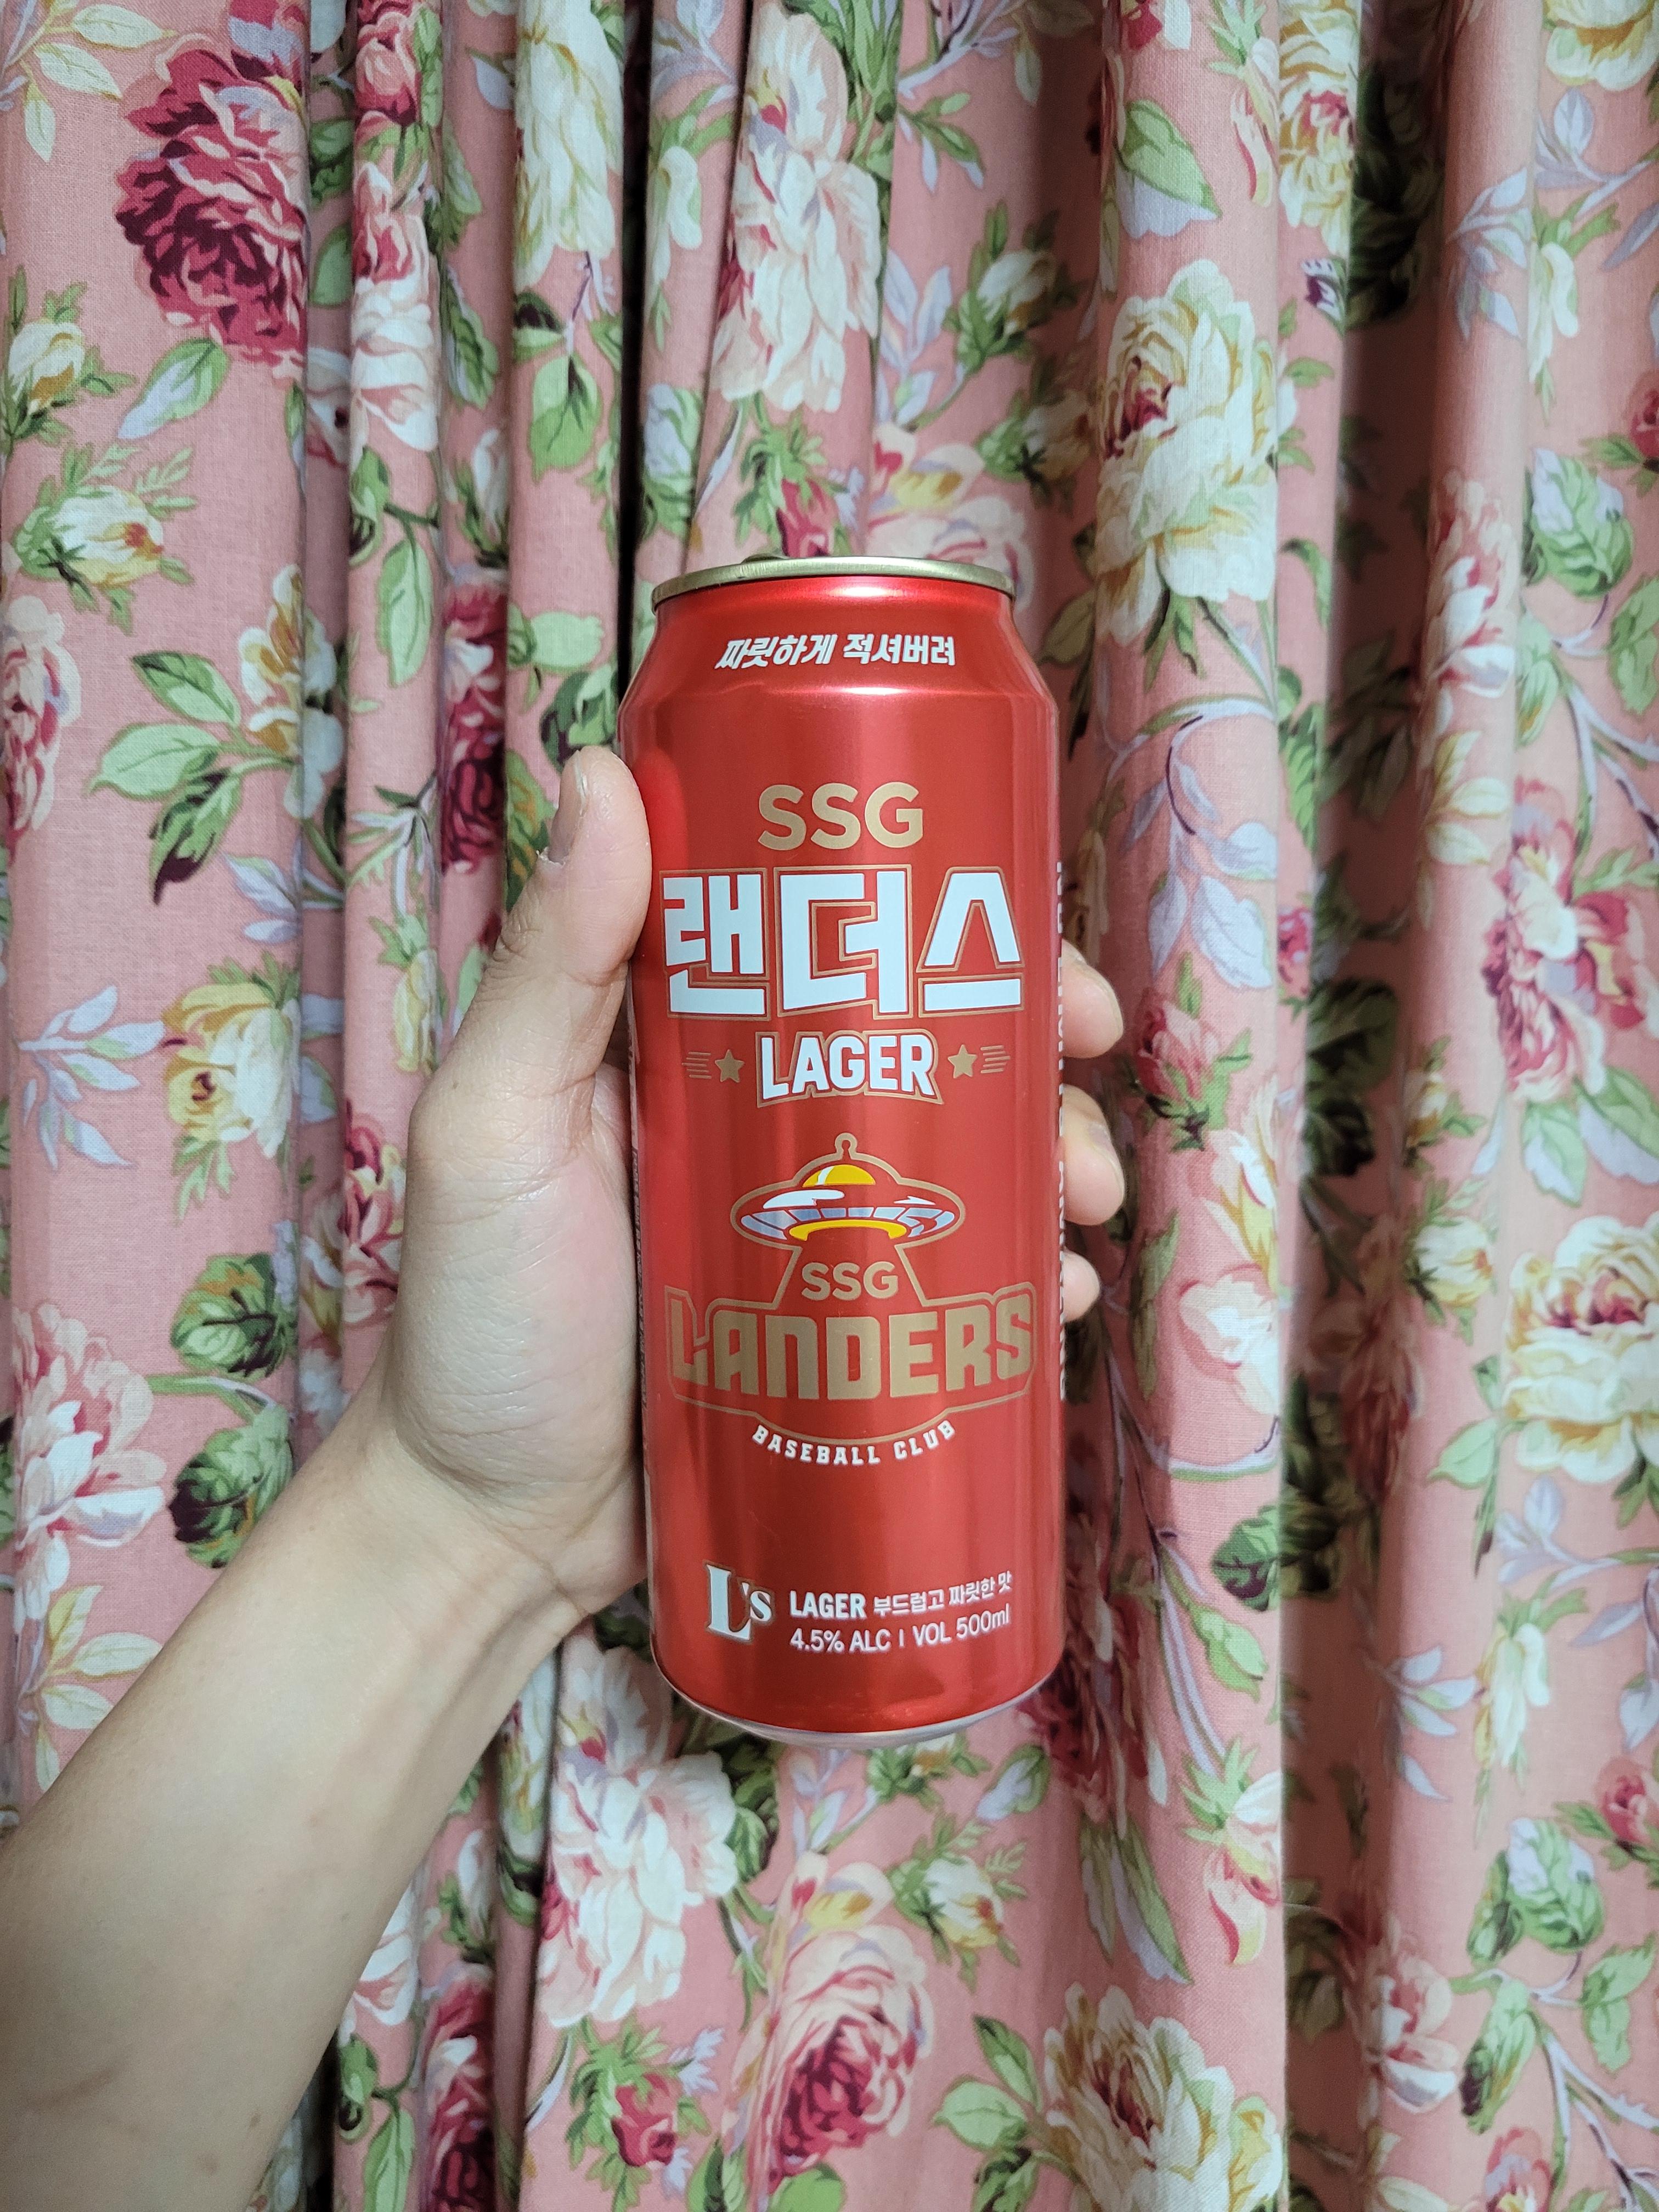 짜릿하게 적셔버려
SSG
랜더스
LAGER
SSG
LANDERS
BASEBALL CLUB
L's
LAGER 부드럽고 짜릿한 맛
4.5% ALC | VOL 500ml